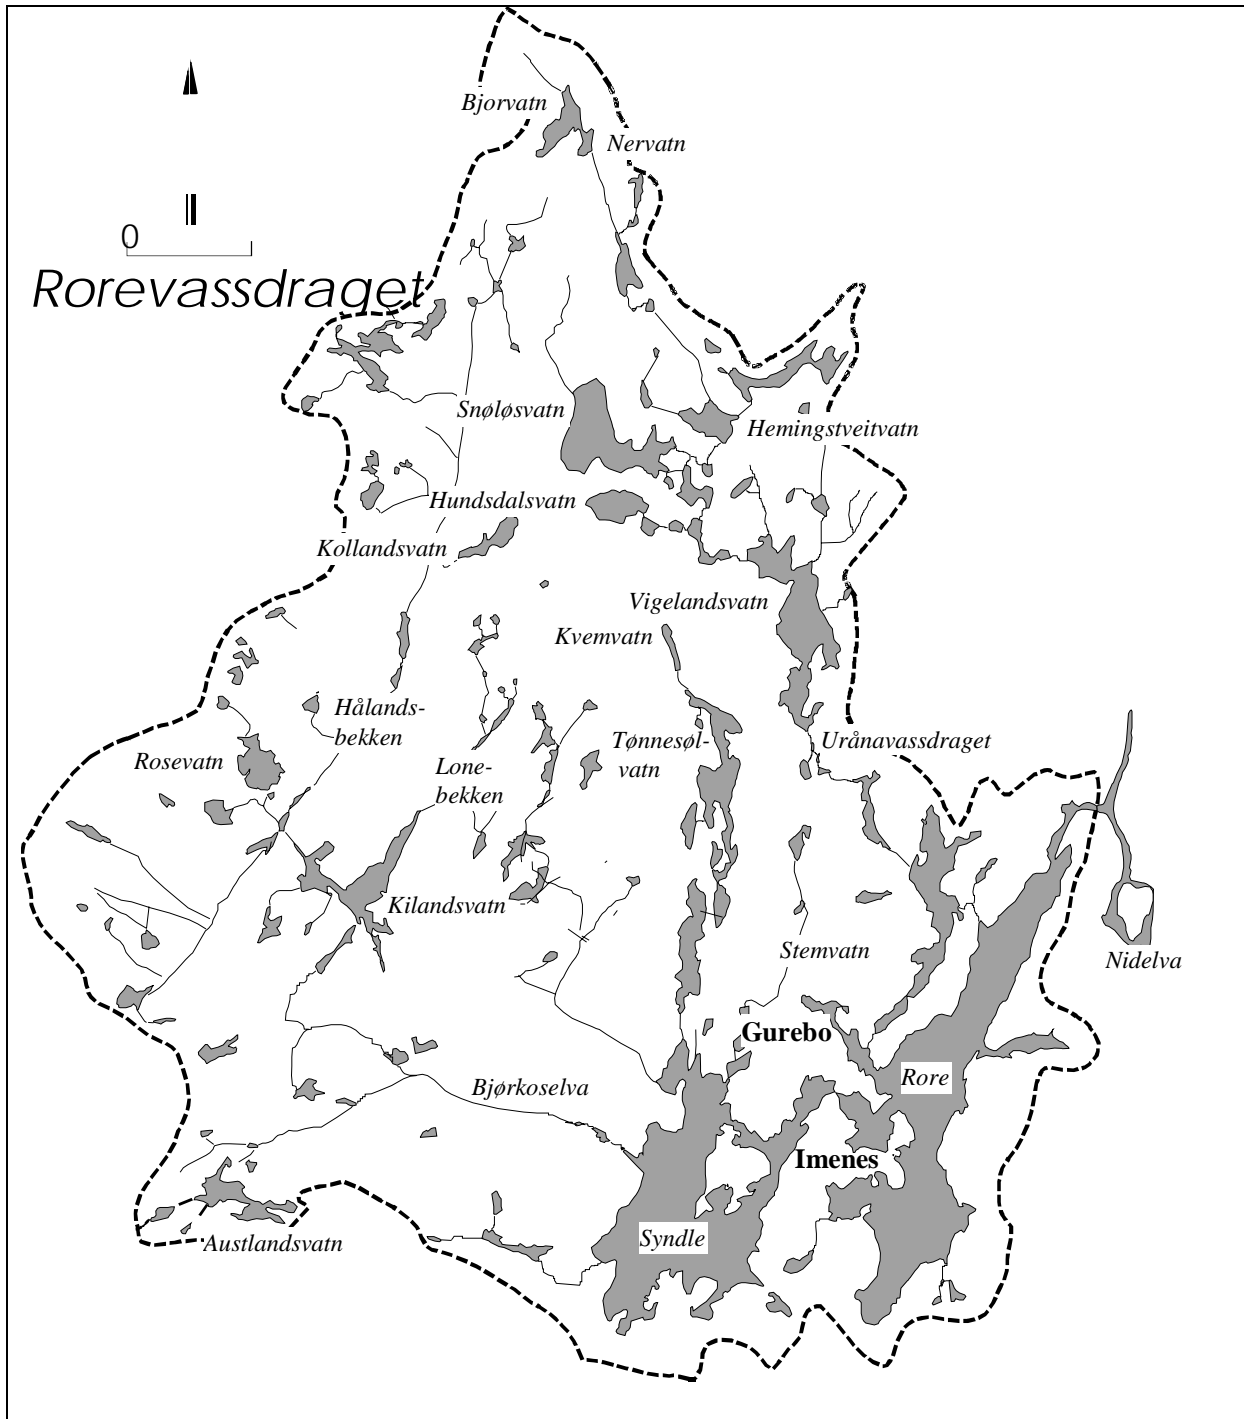 Bjorvatn
Nervatn
0
Rorevassdraget
Snøløsvatn
Hemingstveitvatn
Hundsdalsvatn
Kollandsvatn
Vigelandsvatn
Kvemvatn
Hålands-
bekken
Tønnesøl-
vatn
Urånavassdraget
Rosevatn
Lone-
bekken
Kilandsvatn
Stemvatn
Nidelva
Gurebo
Rore
Bjørkoselva
Imenes
Syndle
Austlandsvatn